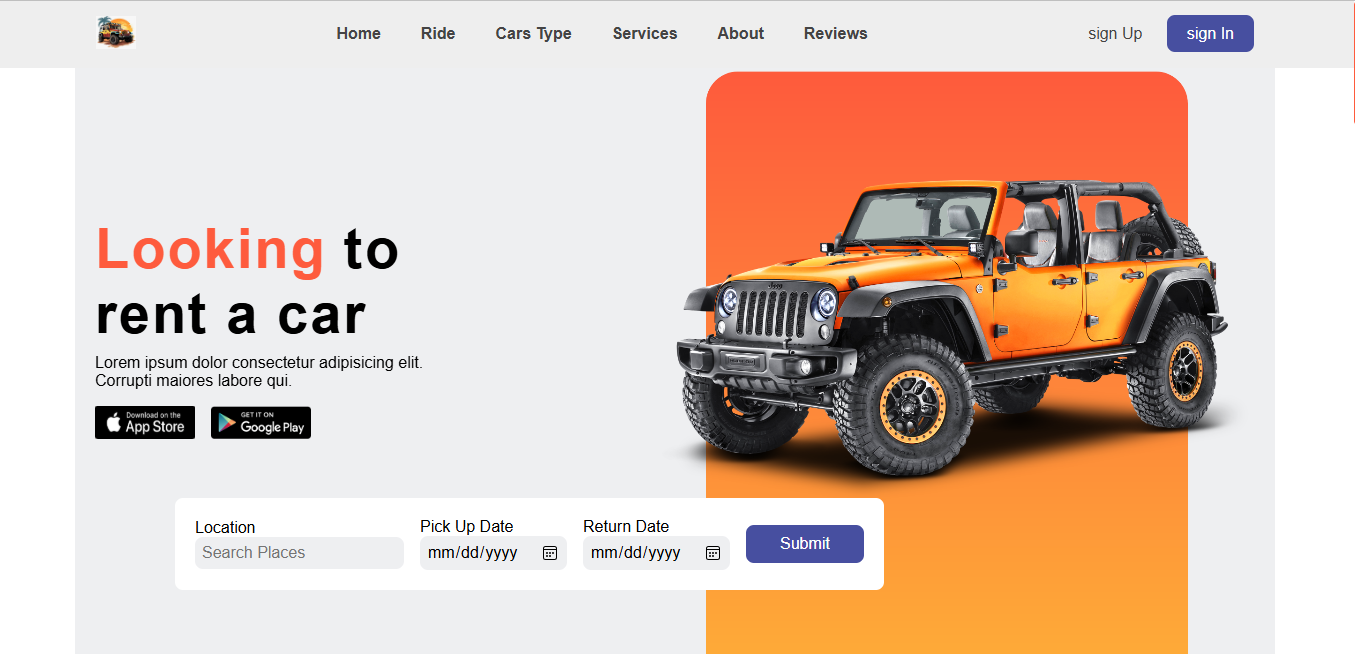 Home Ride Cars Type Services About Reviews sign Up sign In
Looking to
rent a car
Lorem ipsum dolor consectetur adipisicing elit.
Corrupti maiores labore qui.
Download on the
App Store
GET IT ON
Google Play
Jeep
Location
Search Places
Pick Up Date
mm/dd/yyyy
Return Date
mm/dd/yyyy
Submit